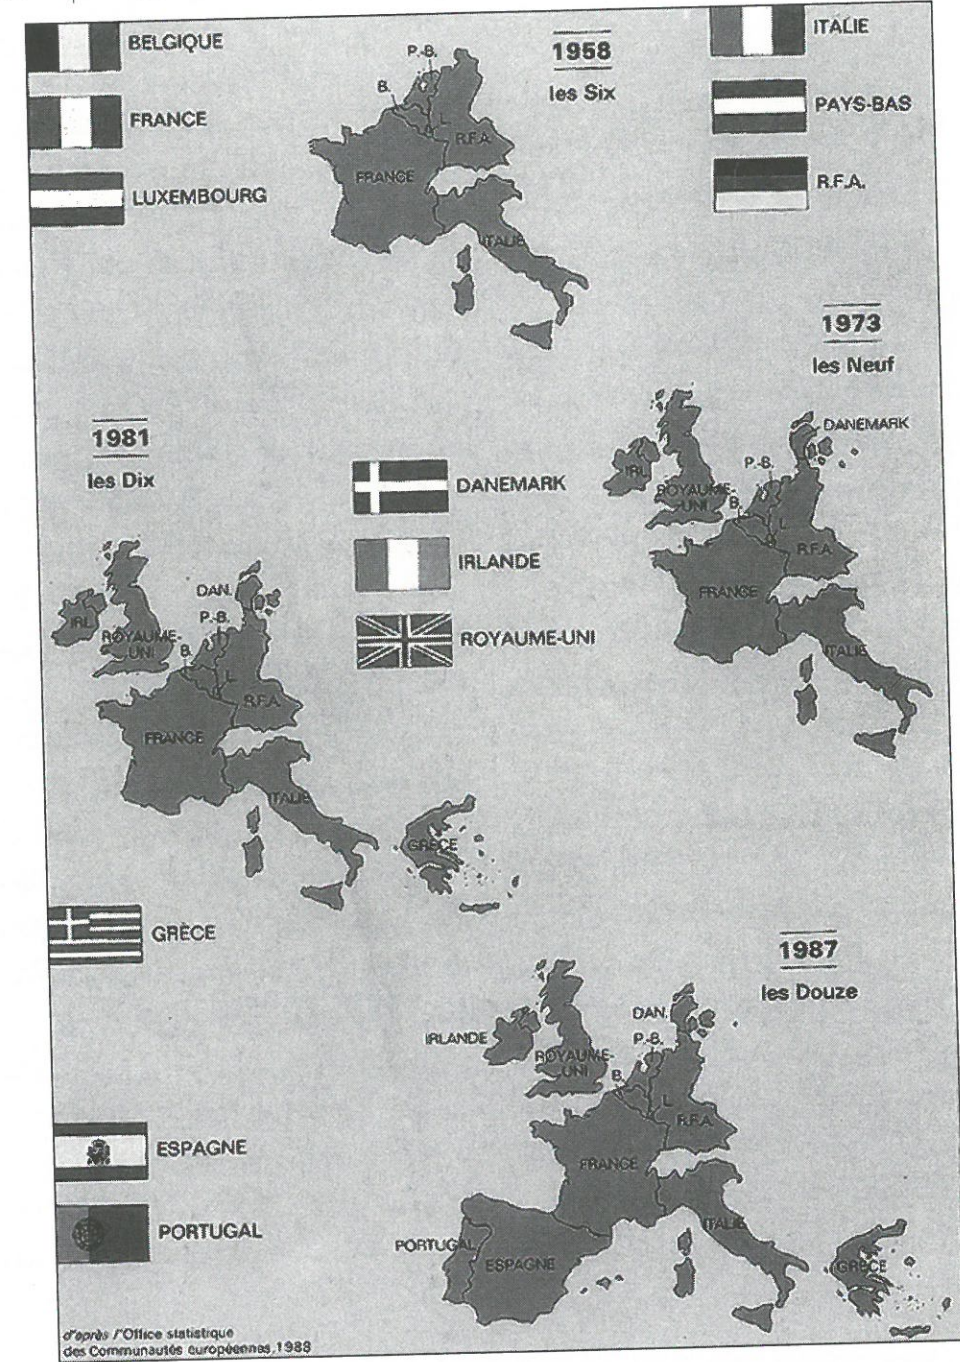 BELGIQUE
FRANCE
LUXEMBOURG
1958
les Six
P.-B.
B.
L
R.F.A.
FRANCE
ITALIE
ITALIE
PAYS-BAS
R.F.A.
1973
les Neuf
DANEMARK
IRL.
ROYAUME-
UNI
P.-B.
B.
L
R.F.A.
FRANCE
ITALIE
1981
les Dix
DAN.
P.-B.
IRL.
ROYAUME-
UNI
B.
L
R.F.A.
FRANCE
ITALIE
GRÈCE
DANEMARK
IRLANDE
ROYAUME-UNI
GRÈCE
1987
les Douze
DAN.
P.-B.
IRLANDE
ROYAUME-
UNI
B.
L
R.F.A.
FRANCE
ITALIE
PORTUGAL
ESPAGNE
GRÈCE
ESPAGNE
PORTUGAL
d'après l'Office statistique
des Communautés européennes, 1988